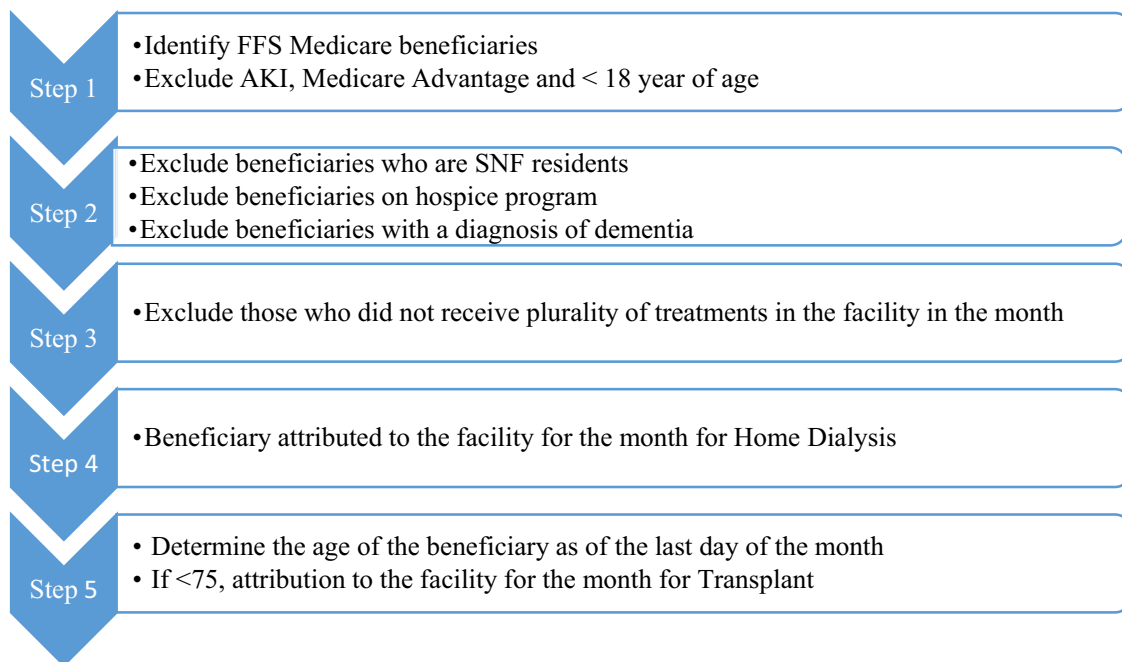 Step 1
•Identify FFS Medicare beneficiaries
•Exclude AKI, Medicare Advantage and < 18 year of age
Step 2
•Exclude beneficiaries who are SNF residents
•Exclude beneficiaries on hospice program
•Exclude beneficiaries with a diagnosis of dementia
Step 3
•Exclude those who did not receive plurality of treatments in the facility in the month
Step 4
•Beneficiary attributed to the facility for the month for Home Dialysis
Step 5
• Determine the age of the beneficiary as of the last day of the month
• If <75, attribution to the facility for the month for Transplant